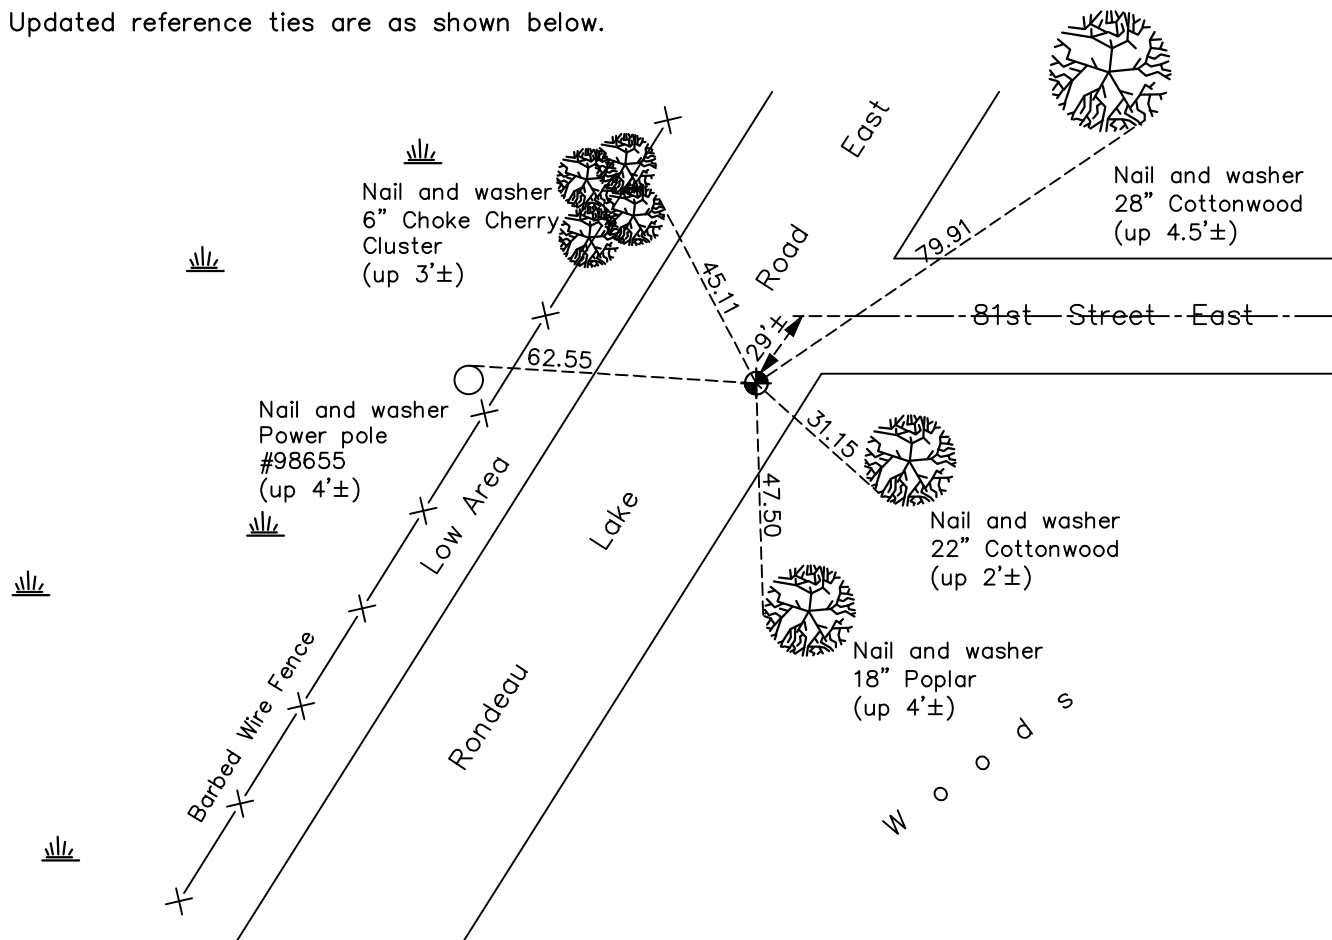 Updated reference ties are as shown below.
East
Nail and washer
28” Cottonwood
(up 4.5'±)
Nail and washer
6” Choke Cherry
Cluster
(up 3'±)
79.91
Road
45.11
29'±
81st Street East
62.55
Nail and washer
Power pole
#98655
(up 4'±)
31.15
47.50
Low Area
Lake
Nail and washer
22” Cottonwood
(up 2'±)
Nail and washer
18” Poplar
(up 4'±)
Barbed Wire Fence
Rondeau
Woods